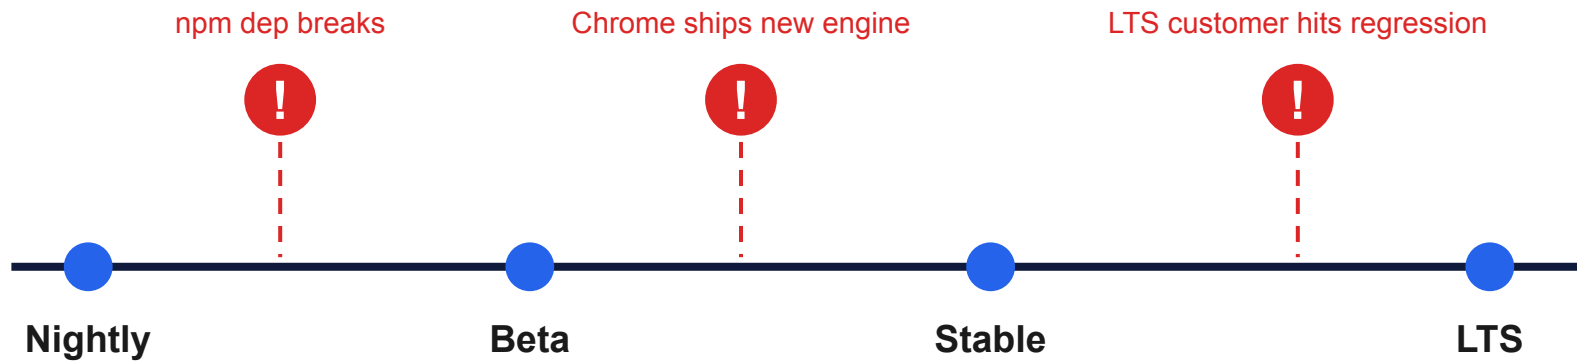 npm dep breaks
Chrome ships new engine
LTS customer hits regression
!
!
!
Nightly
Beta
Stable
LTS